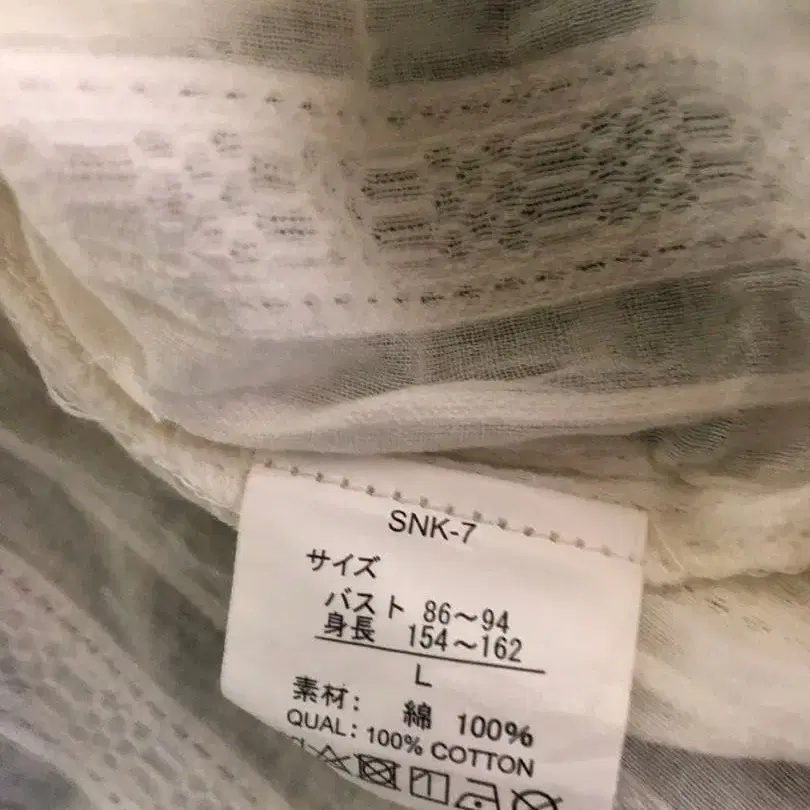 SNK-7
サイズ
バスト 86～94
身長 154～162
L
素材: 綿 100%
QUAL: 100% COTTON